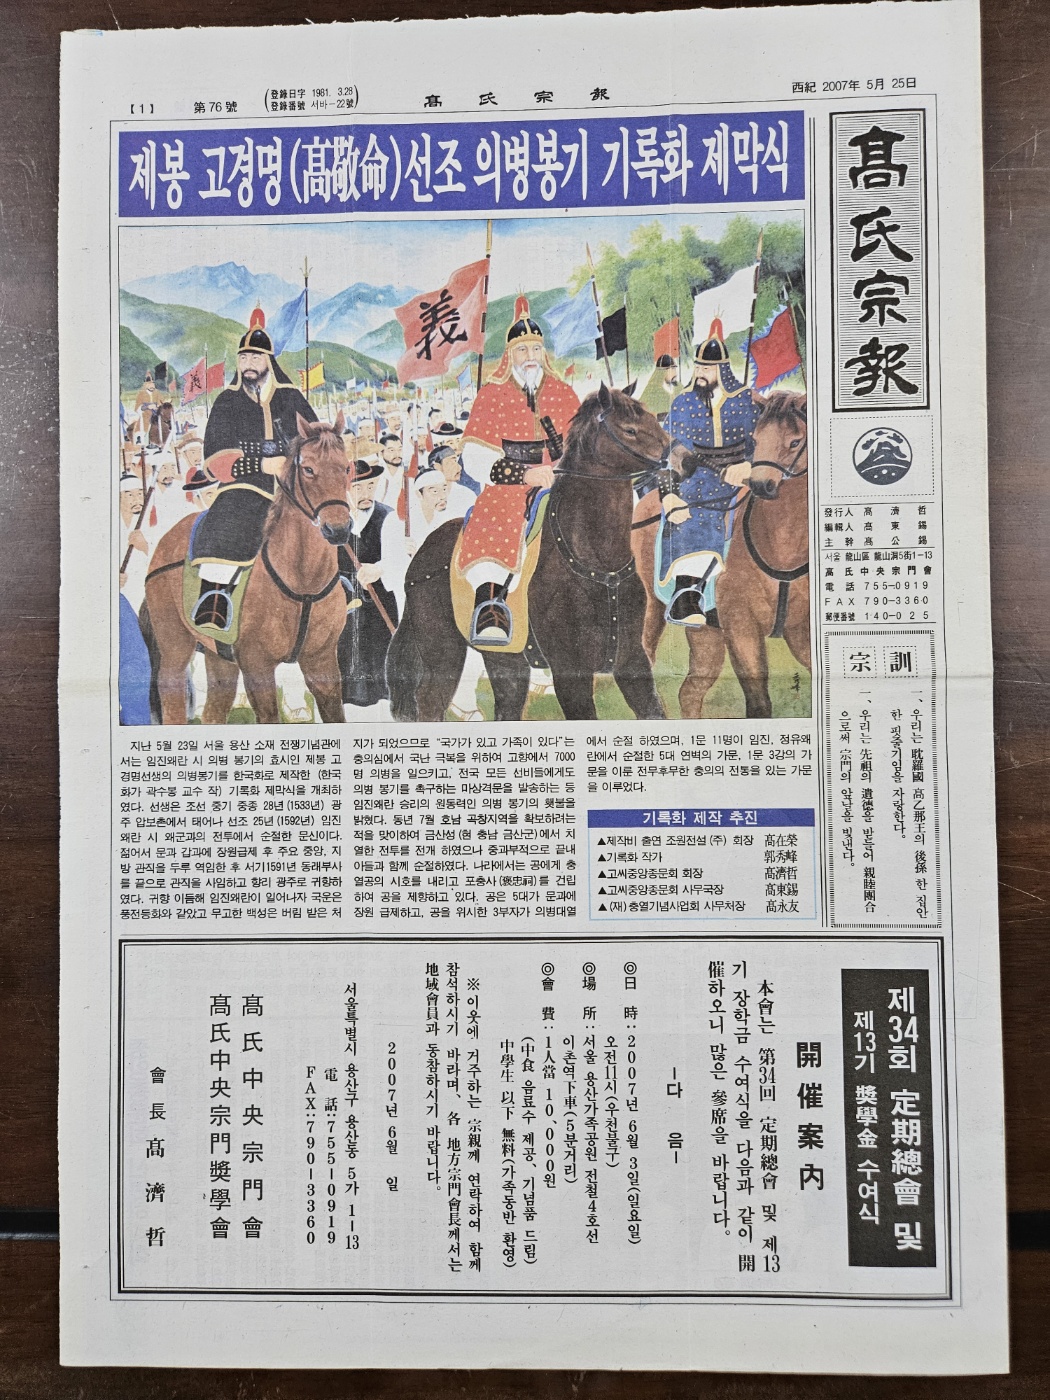 【1】
第76號
(登錄日字 1981. 3.28
登錄番號 서바-22號)
髙氏宗報
西紀 2007年 5月 25日
제봉 고경명(髙敬命)선조 의병봉기 기록화 제막식
髙氏宗報
義
義
發行人 髙濟哲
編輯人 髙東錫
主幹 髙公錫
서울 龍山區 龍山洞5街1-13
髙氏中央宗門會
電話 755-0919
FAX 790-3360
郵便番號 140-025
宗訓
一、우리는 耽羅國 髙乙那王의 後係 한 집안
한 핏줄기임을 자랑한다.
一、우리는 先祖의 遺德을 받들어 親睦團合
으로써 宗門의 앞날을 빛낸다.
지난 5월 23일 서울 용산 소재 전쟁기념관에
서는 임진왜란 시 의병 봉기의 효시인 제봉 고
경명선생의 의병봉기를 한국화로 제작한 (한국
화가 곽수봉 교수 작) 기록화 제막식을 개최하
였다. 선생은 조선 중기 중종 28년(1533년) 광
주 압보촌에서 태어나 선조 25년(1592년) 임진
왜란 시 왜군과의 전투에서 순절한 문신이다.
젊어서 문과 갑과에 장원급제 후 주요 중앙, 지
방 관직을 두루 역임한 후 서기1591년 동래부사
를 끝으로 관직을 사임하고 향리 광주로 귀향하
였다. 귀향 이듬해 임진왜란이 일어나자 국운은
풍전등화와 같았고 무고한 백성은 버림 받은 처
지가 되었으므로 "국가가 있고 가족이 있다"는
충의심에서 국난 극복을 위하여 고향에서 7000
명 의병을 일으키고, 전국 모든 선비들에게도
의병 봉기를 촉구하는 마상격문을 발송하는 등
임진왜란 승리의 원동력인 의병 봉기의 횃불을
밝혔다. 동년 7월 호남 곡창지역을 확보하려는
적을 맞이하여 금산성(현 충남 금산군)에서 치
열한 전투를 전개 하였으나 중과부적으로 끝내
아들과 함께 순절하였다. 나라에서는 공에게 충
열공의 시호를 내리고 포충사(褒忠祠)를 건립
하여 공을 제향하고 있다. 공은 5대가 문과에
장원 급제하고, 공을 위시한 3부자가 의병대열
에서 순절 하였으며, 1문 11명이 임진, 정유왜
란에서 순절한 5대 연벽의 가문, 1문 3강의 가
문을 이룬 전무후무한 충의의 전통을 있는 가문
을 이루었다.
기록화 제작 추진
▲제작비 출연 조원전설(주) 회장 髙在榮
▲기록화 작가 郭秀峰
▲고씨중앙종문회 회장 髙濟哲
▲고씨중앙종문회 사무국장 髙東錫
▲(재)충열기념사업회 사무처장 髙永友
제34회 定期總會 및
제13기 獎學金 수여식
開催案內
本會는 第34回 定期總會 및 제13
기 장학금 수여식을 다음과 같이 開
催하오니 많은 參席을 바랍니다.
-다 음-
◎日 時:2007년 6월 3일(일요일)
오전11시(우천불구)
◎場 所:서울 용산가족공원 전철4호선
이촌역下車(5분거리)
◎會 費:1人當 10,000원
(中食 음료수 제공、기념품 드림)
中學生 以下 無料(가족동반 환영)
※이웃에 거주하는 宗親께 연락하여 함께
참석하시기 바라며、各 地方宗門會長께서는
地域會員과 동참하시기 바랍니다.
2007년 6월 일
서울특별시 용산구 용산동 5가 1-13
電話:755-0919
FAX:790-3360
髙氏中央宗門會
髙氏中央宗門獎學會
會長 髙濟哲